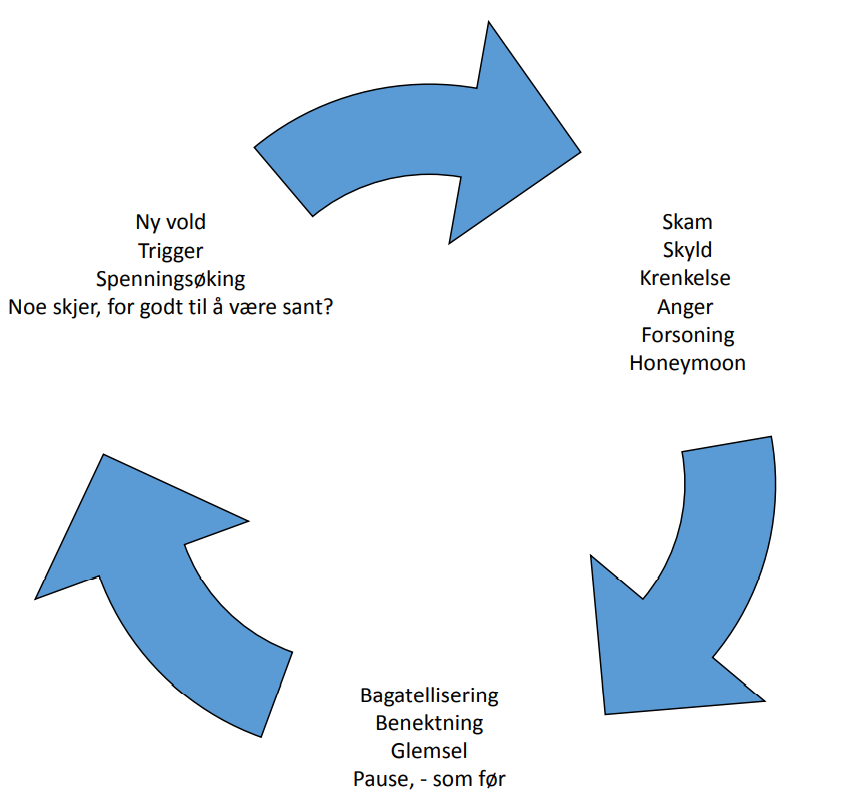 Ny vold
Trigger
Spenningsøking
Noe skjer, for godt til å være sant?
Skam
Skyld
Krenkelse
Anger
Forsoning
Honeymoon
Bagatellisering
Benektning
Glemsel
Pause, - som før